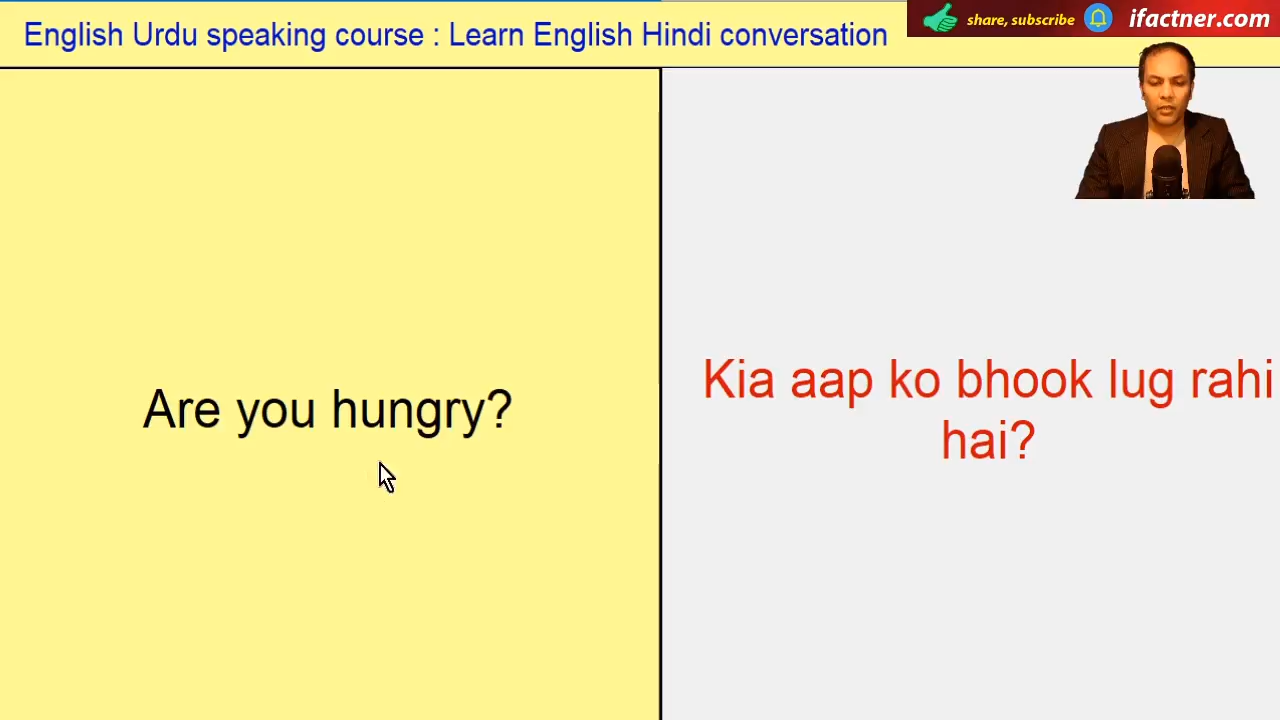 English Urdu speaking course : Learn English Hindi conversation
share, subscribe
ifactner.com
Are you hungry?
Kia aap ko bhook lug rahi
hai?